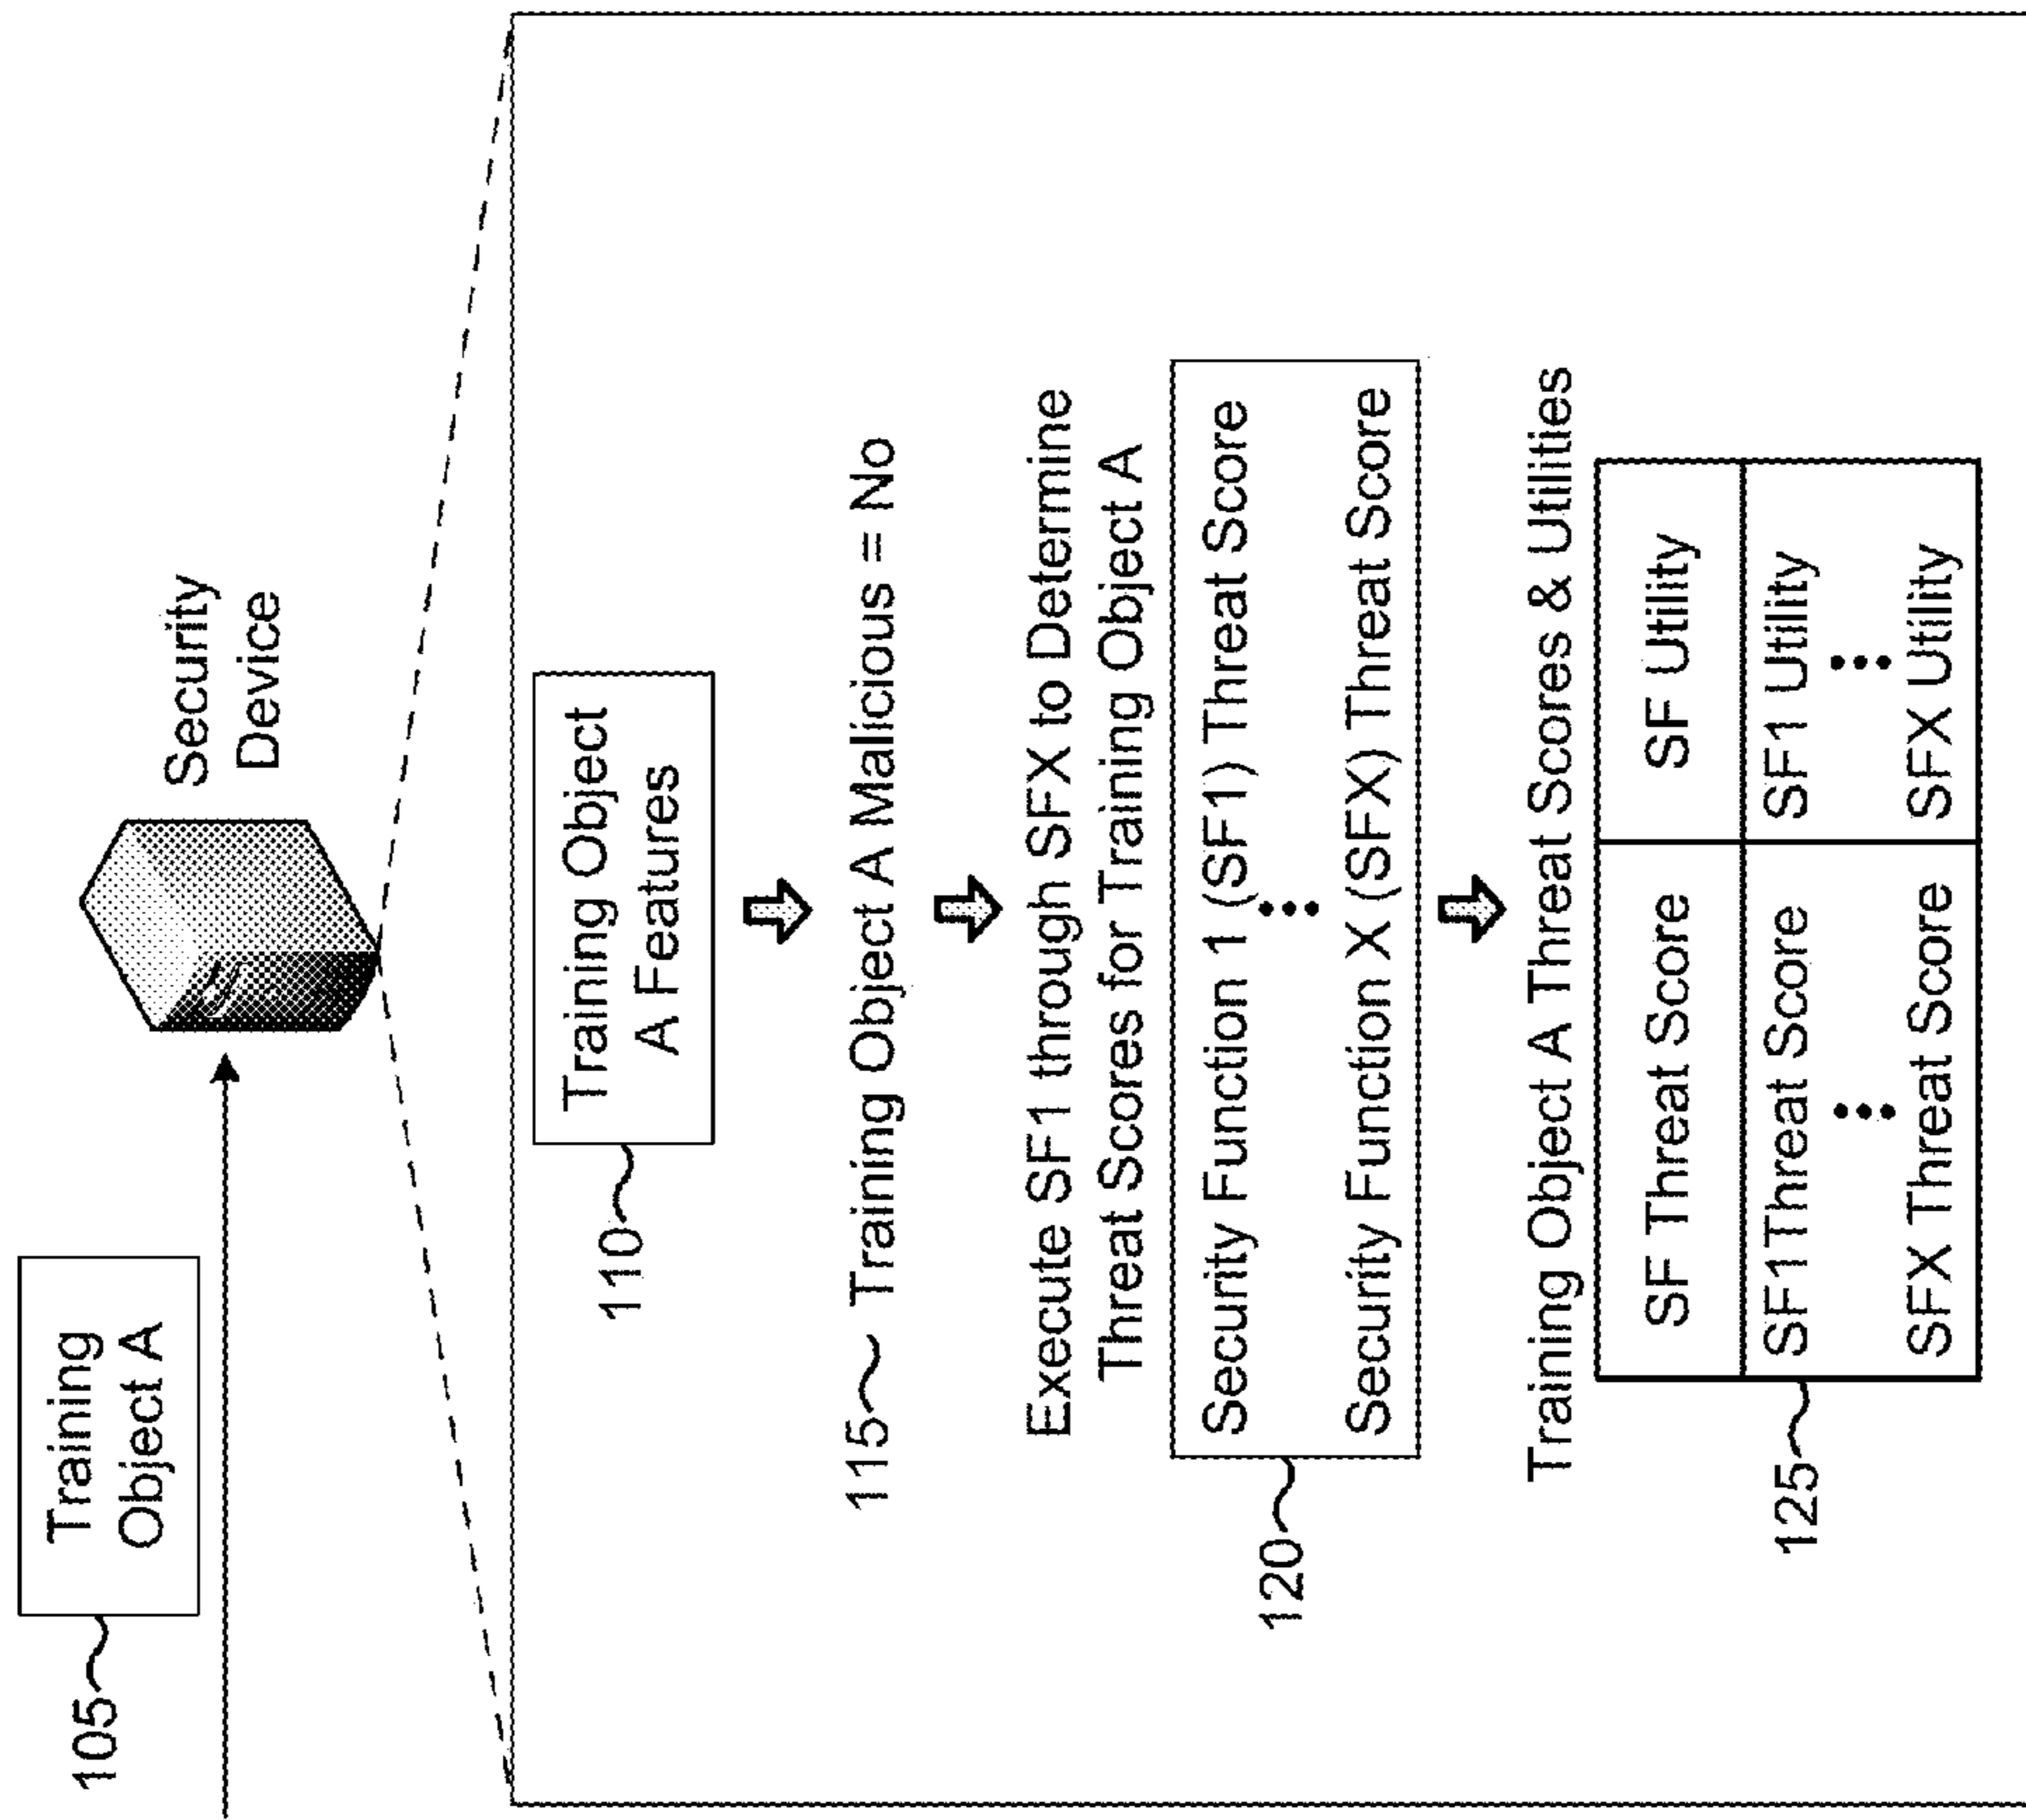 105
Training
Object A
Security
Device
110
Training Object
A Features
115
Training Object A Malicious = No
Execute SF1 through SFX to Determine
Threat Scores for Training Object A
120
Security Function 1 (SF1) Threat Score
Security Function X (SFX) Threat Score
Training Object A Threat Scores & Utilities
125
SF Threat Score
SF Utility
SF1Threat Score
SF1 Utility
SFX Threat Score
SFX Utility